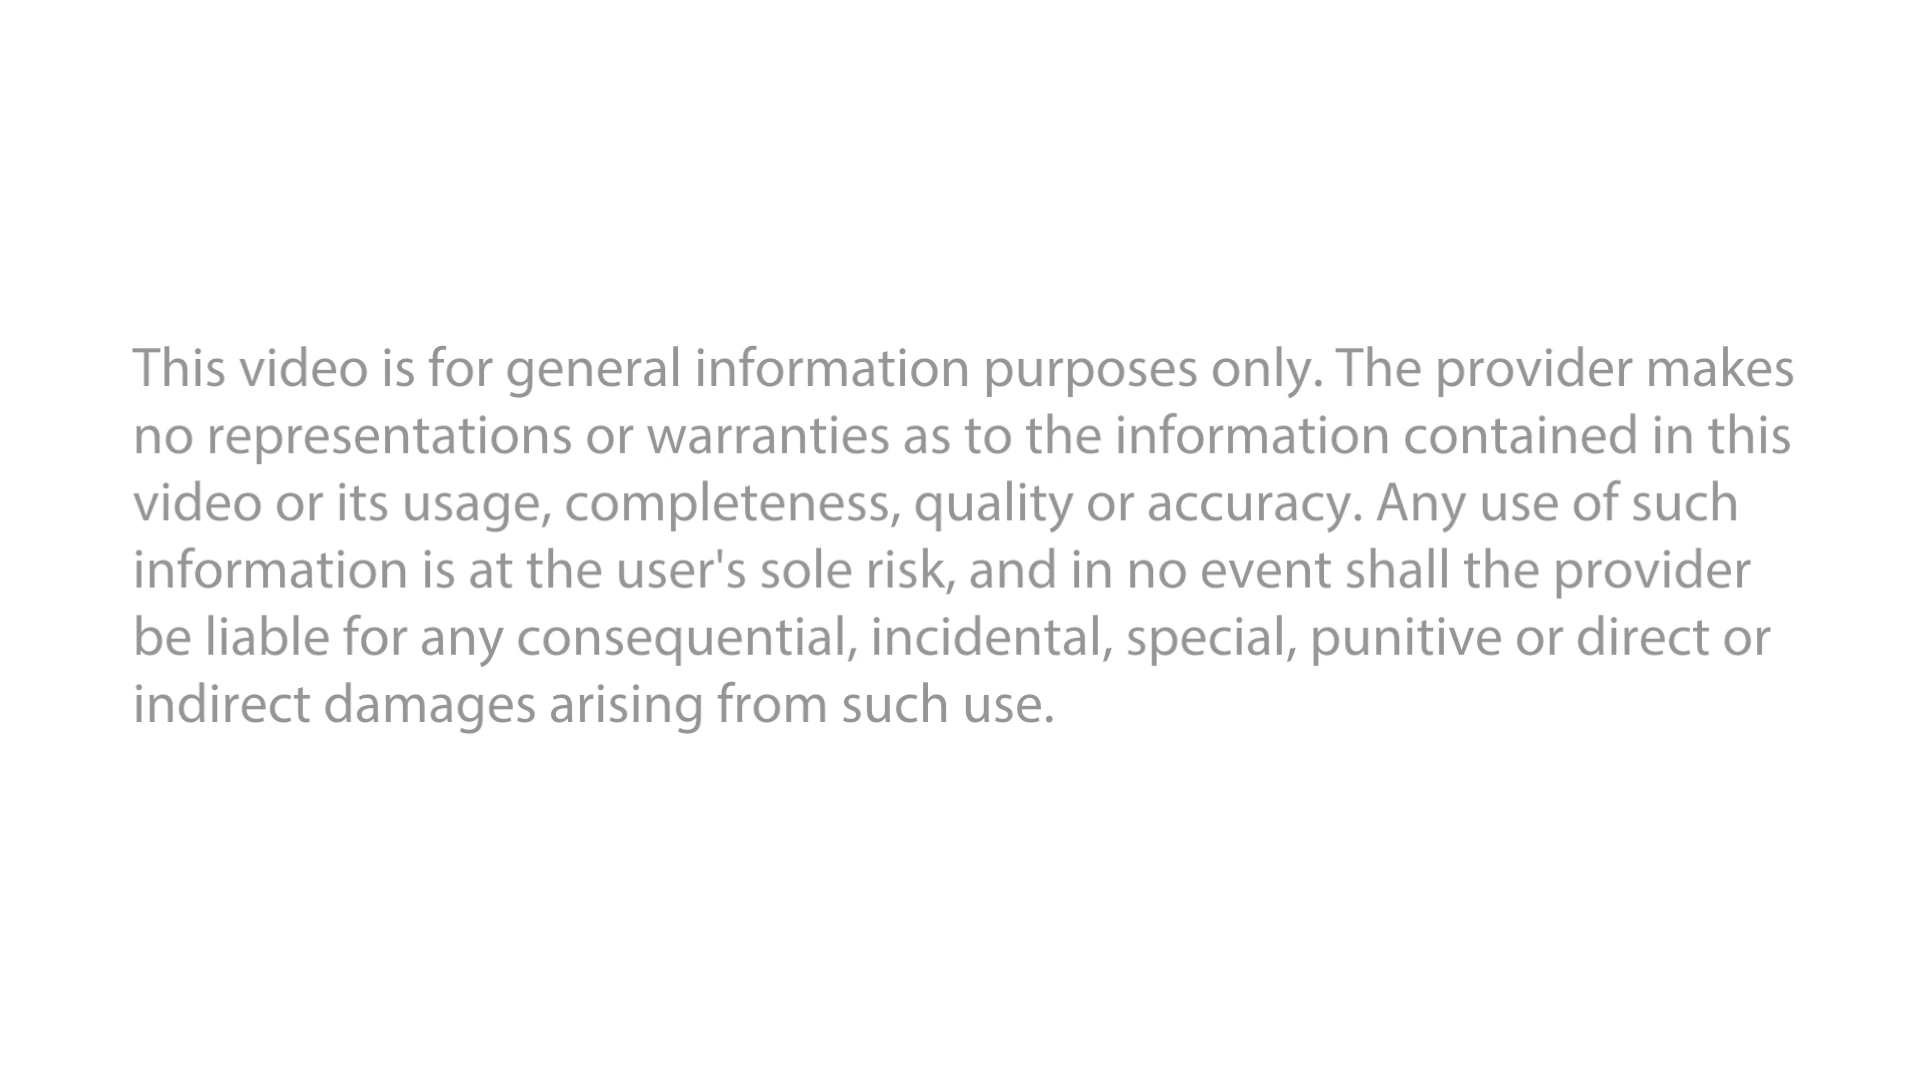 This video is for general information purposes only. The provider makes
no representations or warranties as to the information contained in this
video or its usage, completeness, quality or accuracy. Any use of such
information is at the user's sole risk, and in no event shall the provider
be liable for any consequential, incidental, special, punitive or direct or
indirect damages arising from such use.